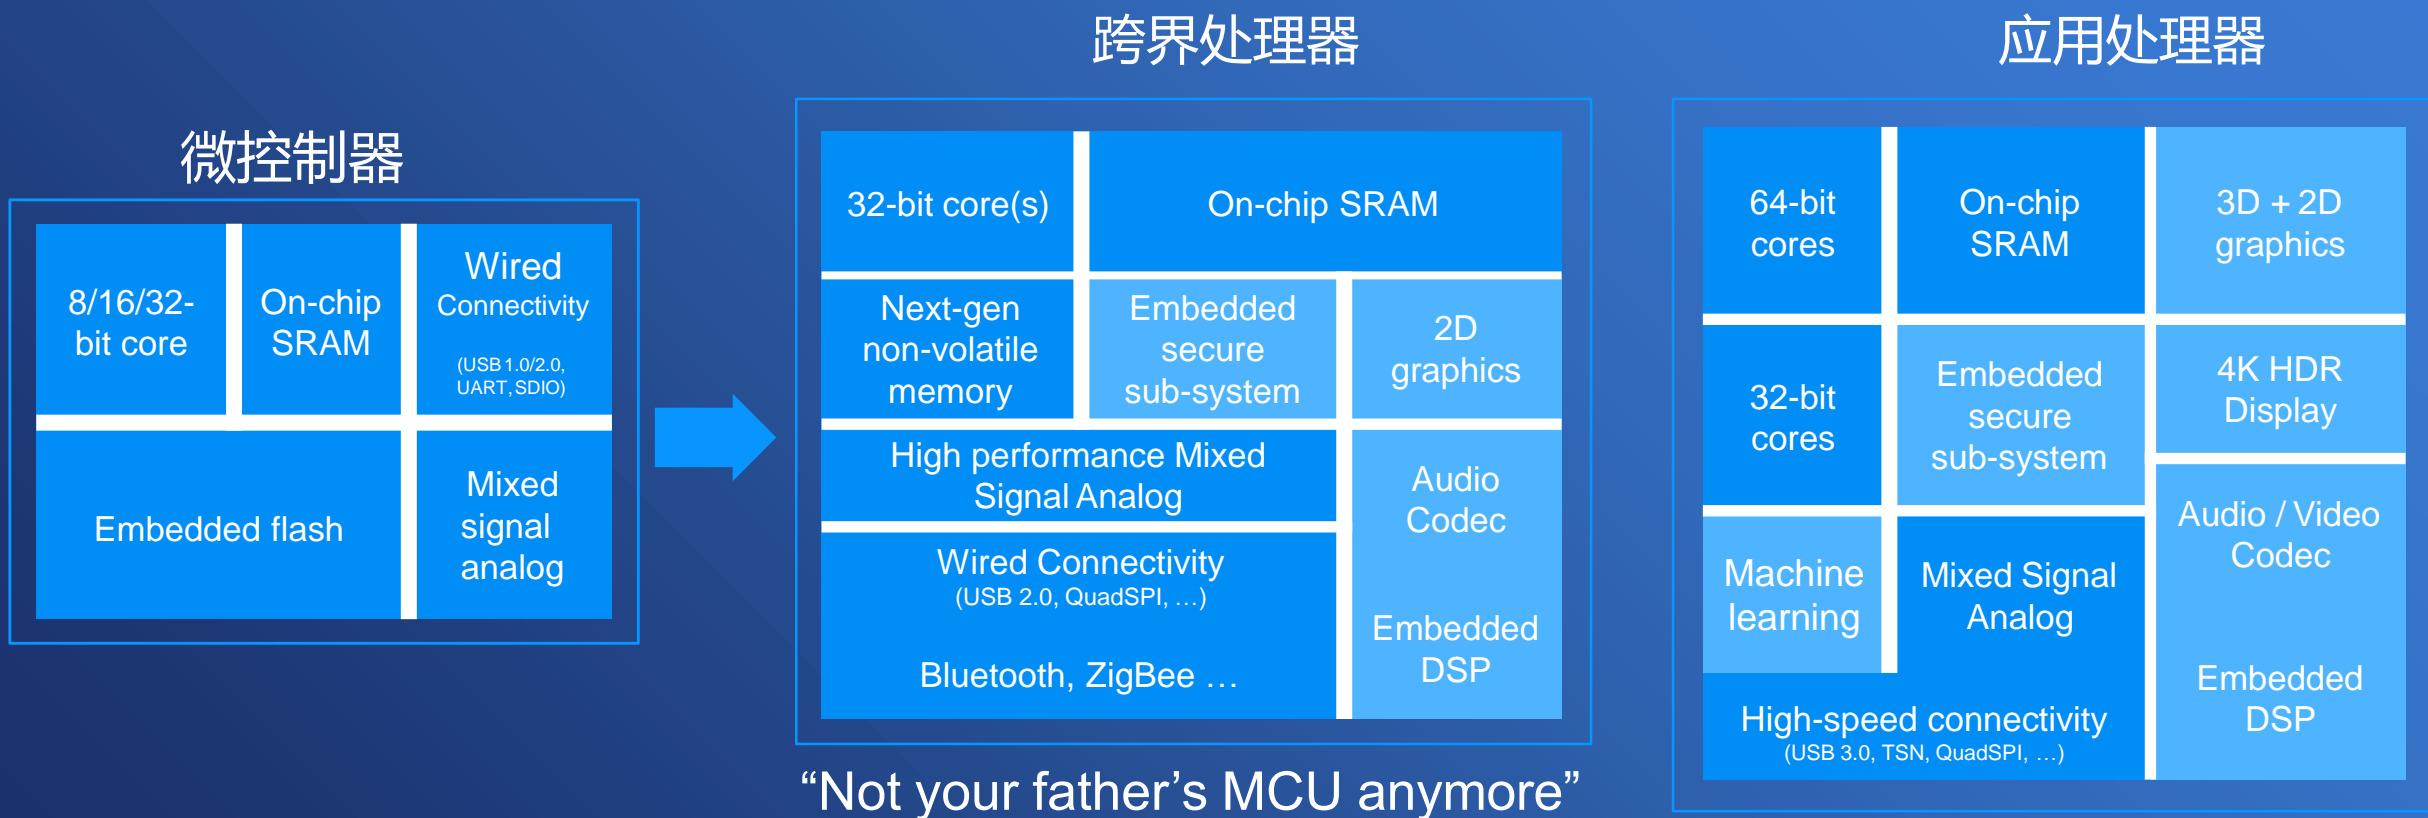 微控制器
8/16/32-
bit core
On-chip
SRAM
Wired
Connectivity
(USB 1.0/2.0,
UART, SDIO)
Embedded flash
Mixed
signal
analog
跨界处理器
32-bit core(s)
On-chip SRAM
Next-gen
non-volatile
memory
Embedded
secure
sub-system
2D
graphics
High performance Mixed
Signal Analog
Audio
Codec
Embedded
DSP
Wired Connectivity
(USB 2.0, QuadSPI, …)
Bluetooth, ZigBee …
“Not your father’s MCU anymore”
应用处理器
64-bit
cores
On-chip
SRAM
3D + 2D
graphics
32-bit
cores
Embedded
secure
sub-system
4K HDR
Display
Machine
learning
Mixed Signal
Analog
Audio / Video
Codec
Embedded
DSP
High-speed connectivity
(USB 3.0, TSN, QuadSPI, …)